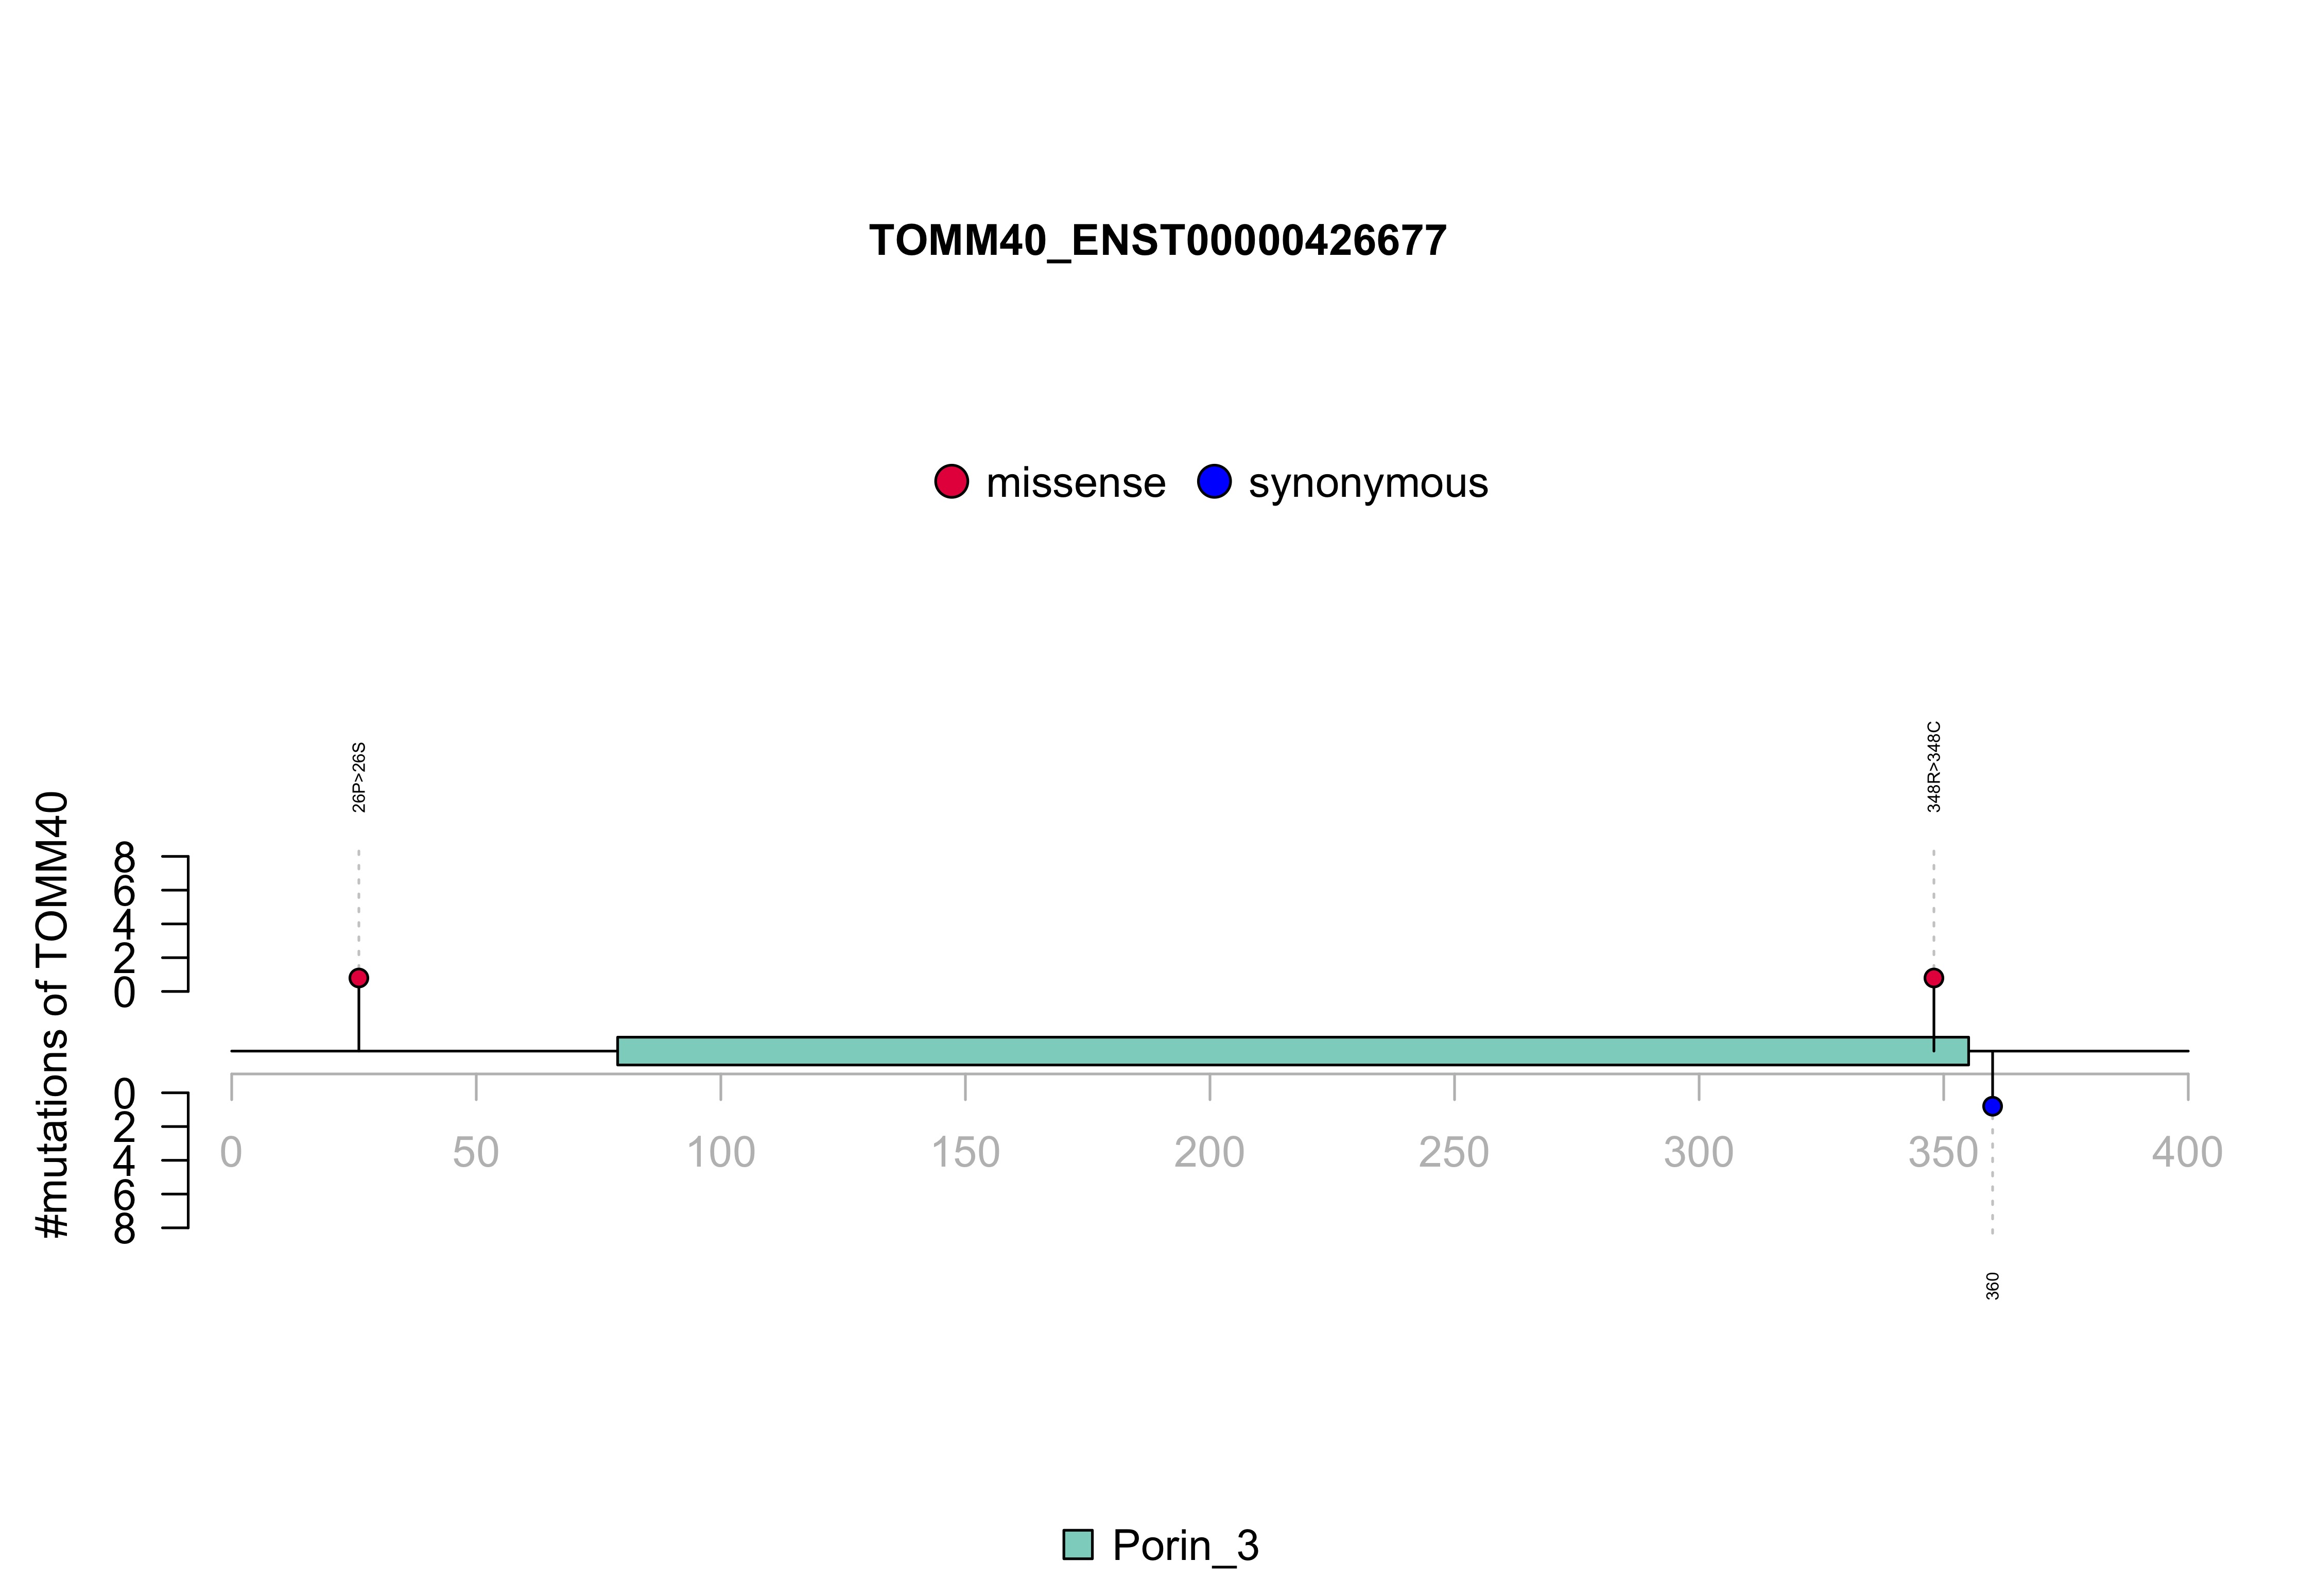 TOMM40_ENST00000426677
missense synonymous
26P>26S
348R>348C
#mutations of TOMM40
8
6
4
2
0
0
2
4
6
8
0 50 100 150 200 250 300 350 400
360
Porin_3